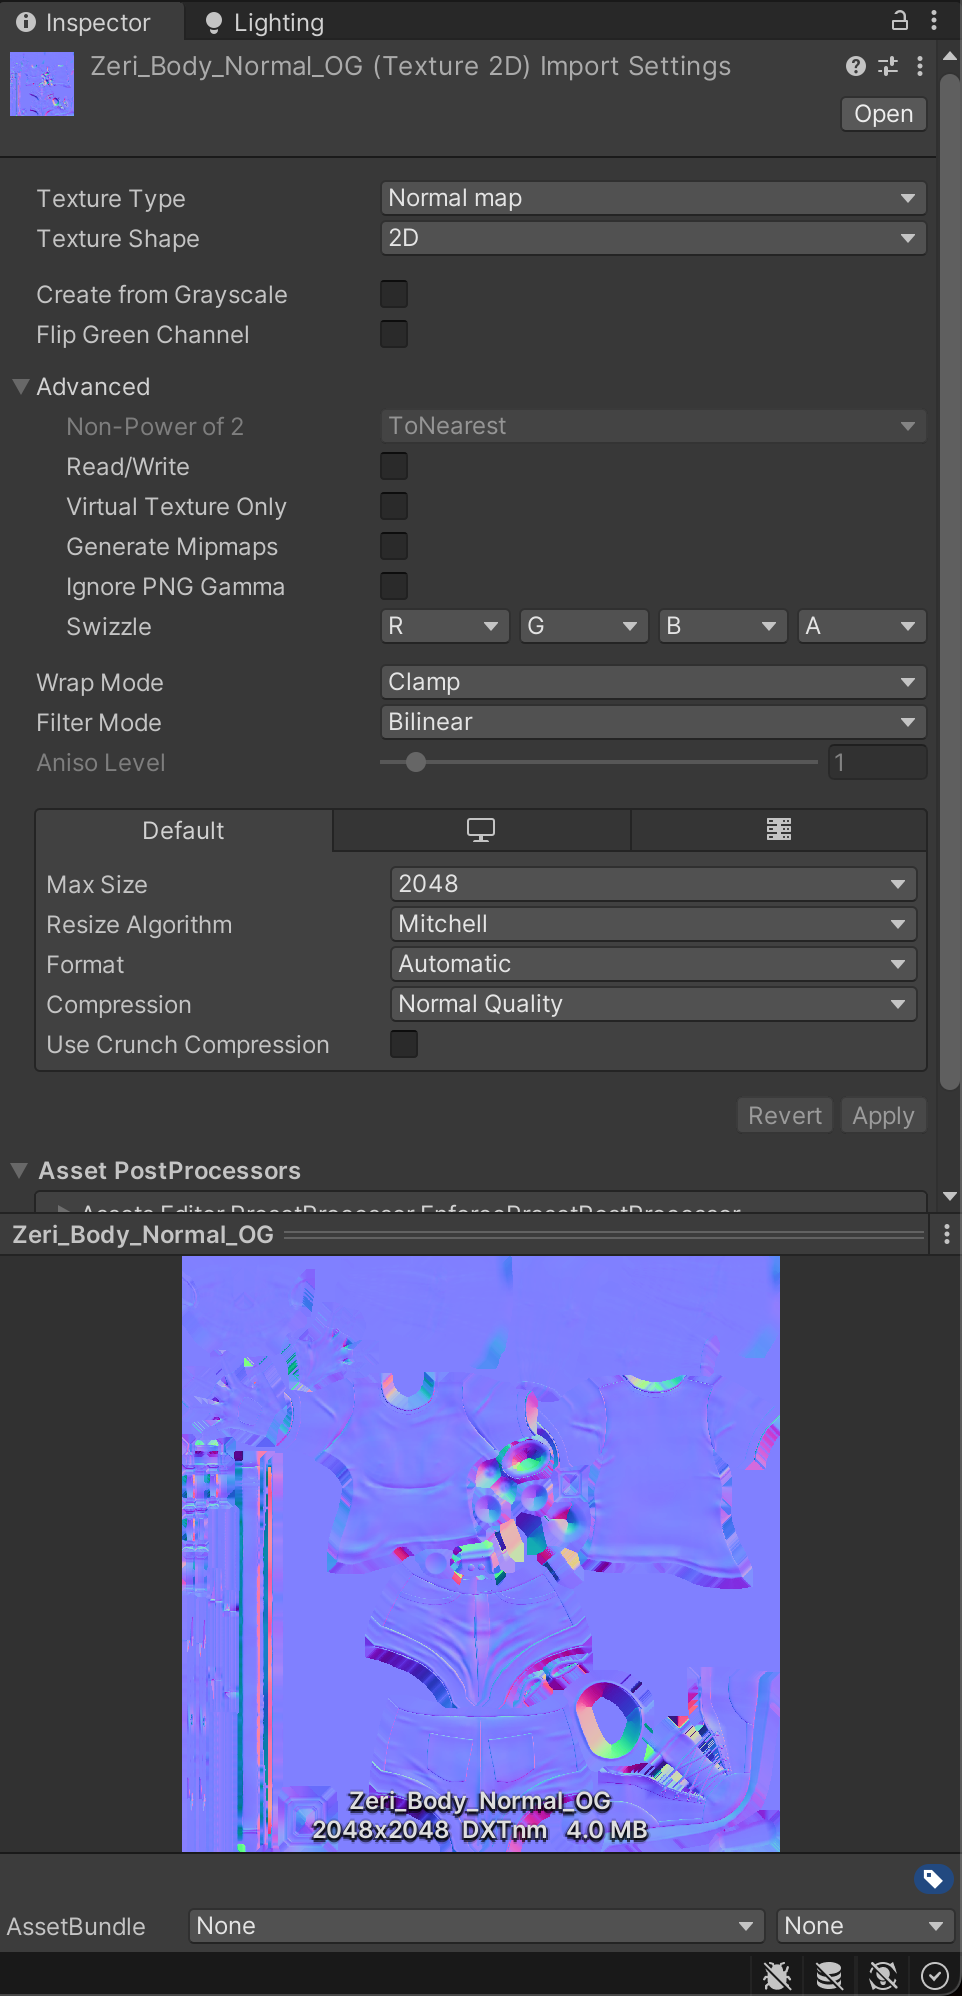 Inspector
Lighting
Zeri_Body_Normal_OG (Texture 2D) Import Settings
Open
Texture Type
Normal map
Texture Shape
2D
Create from Grayscale
Flip Green Channel
Advanced
Non-Power of 2
ToNearest
Read/Write
Virtual Texture Only
Generate Mipmaps
Ignore PNG Gamma
Swizzle
R
G
B
A
Wrap Mode
Clamp
Filter Mode
Bilinear
Aniso Level
1
Default
Max Size
2048
Resize Algorithm
Mitchell
Format
Automatic
Compression
Normal Quality
Use Crunch Compression
Revert
Apply
Asset PostProcessors
Assets.Editor.PresetProcessor.EnforcePresetPostProcessor
Zeri_Body_Normal_OG
Zeri_Body_Normal_OG
2048x2048 DXTnm 4.0 MB
AssetBundle
None
None